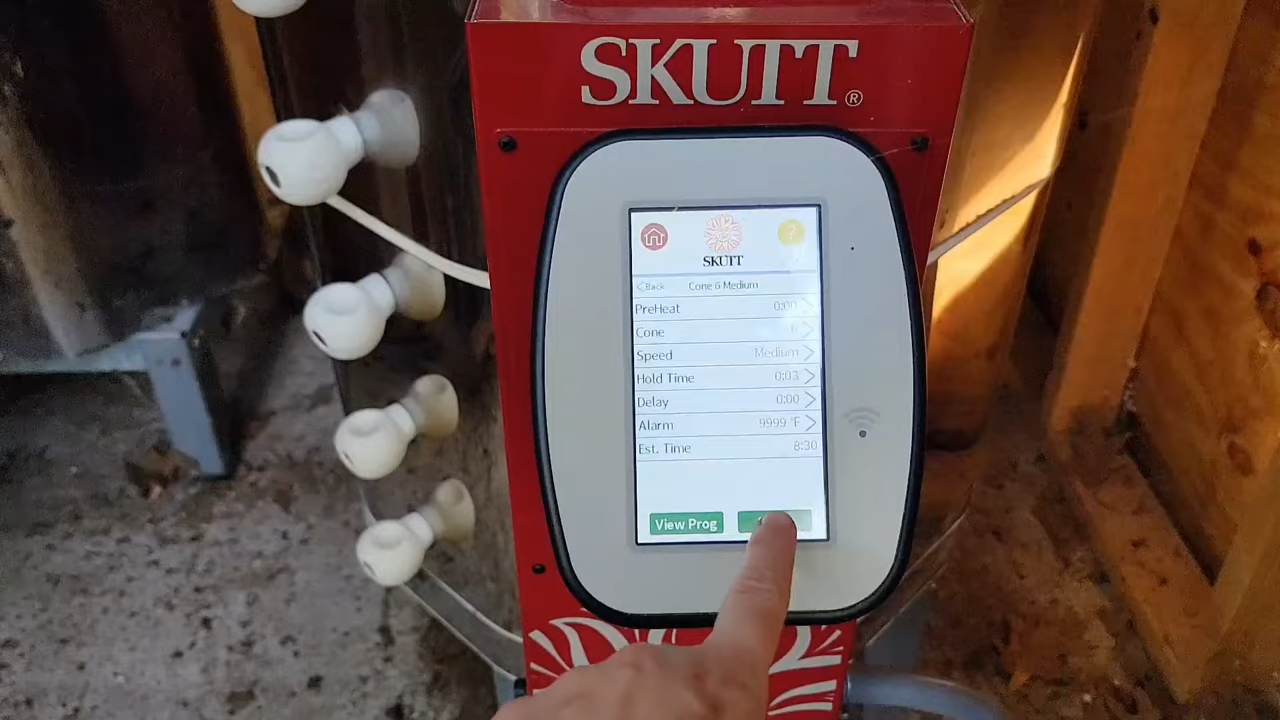 SKUTT®
?
SKUTT
< Back Cone 6 Medium
PreHeat 0:00 >
Cone 6 >
Speed Medium >
Hold Time 0:03 >
Delay 0:00 >
Alarm 9999 °F >
Est. Time 8:30
View Prog